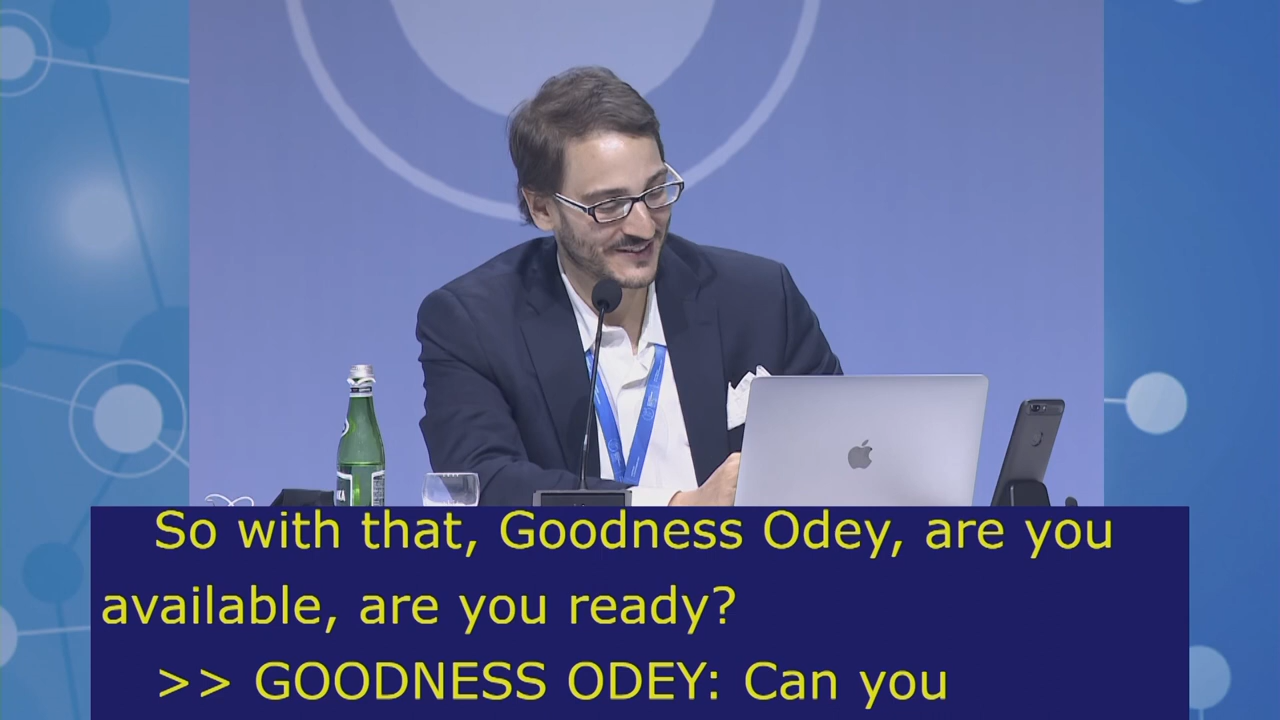 So with that, Goodness Odey, are you
available, are you ready?
>> GOODNESS ODEY: Can you